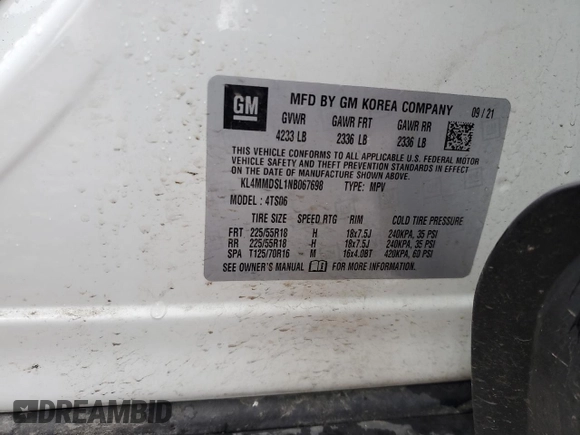 GM
MFD BY GM KOREA COMPANY 09 / 21
GVWR GAWR FRT GAWR RR
4233 LB 2336 LB 2336 LB
THIS VEHICLE CONFORMS TO ALL APPLICABLE U.S. FEDERAL MOTOR
VEHICLE SAFETY AND THEFT PREVENTION STANDARDS IN EFFECT
ON THE DATE OF MANUFACTURE SHOWN ABOVE.
KL4MMDSL1NB067698 TYPE: MPV
MODEL : 4TS06
TIRE SIZE SPEED RTG RIM COLD TIRE PRESSURE
FRT 225/55R18 - H 18x7.5J 240KPA, 35 PSI
RR 225/55R18 -H 18x7.5J 240KPA, 35 PSI
SPA T125/70R16 - M 16x4.0BT 420KPA, 60 PSI
SEE OWNER'S MANUAL FOR MORE INFORMATION.
DREAMBID